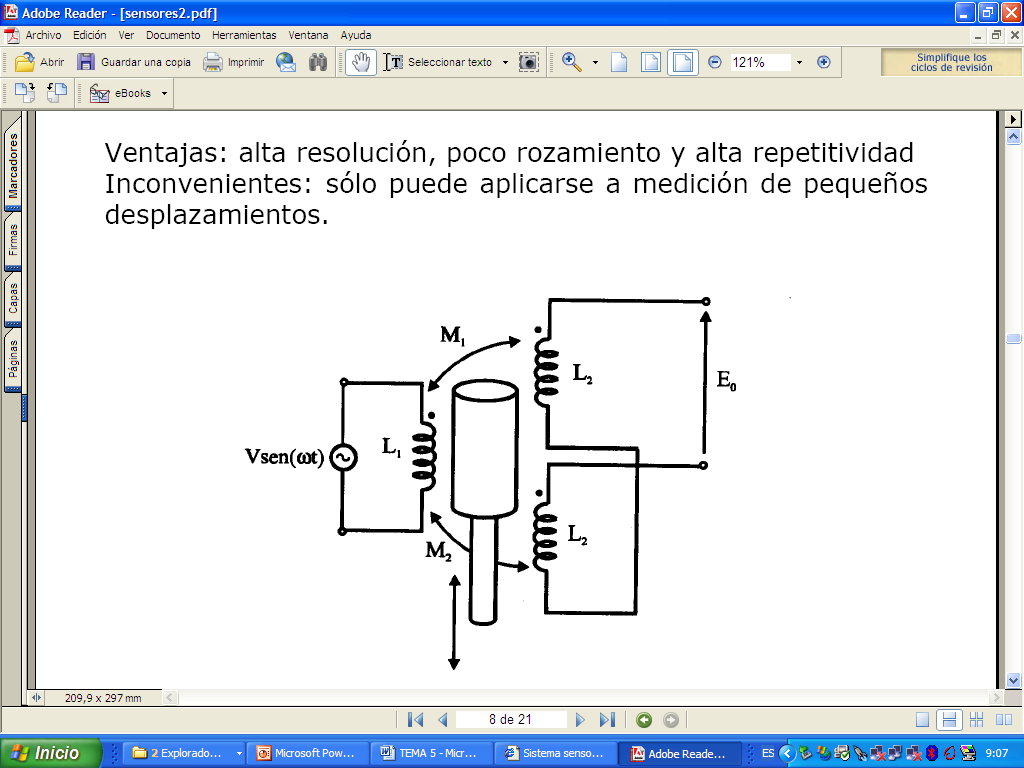 Adobe Reader - [sensores2.pdf]
Archivo Edición Ver Documento Herramientas Ventana Ayuda
Abrir Guardar una copia Imprimir Seleccionar texto 121% Simplifique los
ciclos de revisión
eBooks
Marcadores
Firmas
Capas
Páginas
Ventajas: alta resolución, poco rozamiento y alta repetitividad
Inconvenientes: sólo puede aplicarse a medición de pequeños
desplazamientos.
M₁
L₂
E₀
L₁
Vsen(ωt)
M₂
L₂
209,9 x 297 mm
8 de 21
Inicio 2 Explorado... Microsoft Pow... TEMA 5 - Micr... Sistema senso... Adobe Reade... ES 9:07